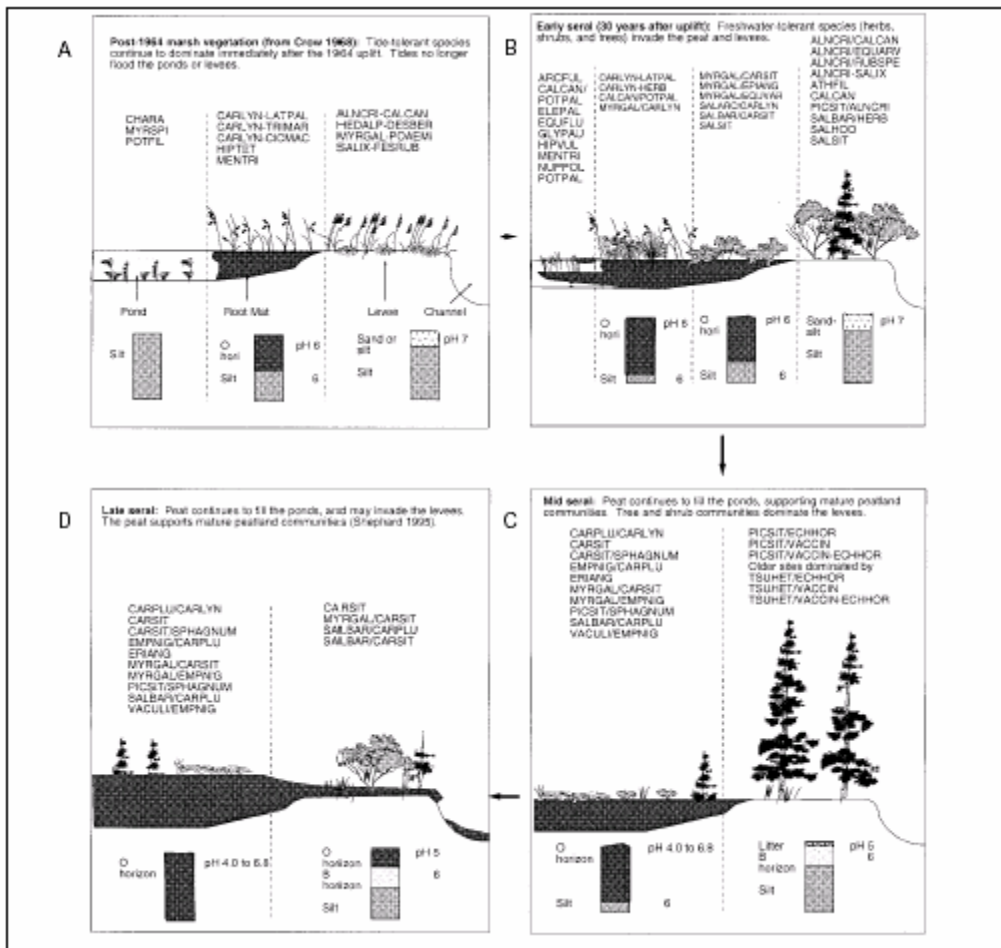 A
Post-1964 marsh vegetation (from Crow 1968): Tide-tolerant species
continue to dominate immediately after the 1964 uplift. Tides no longer
flood the ponds or levees.
CHARA
MYRSPI
POTFIL
CARLYN-LATPAL
CARLYN-TRIMAR
CARLYN-CICMAC
HIPTET
MENTRI
ALNCRI-CALCAN
HEDALP-DESBER
MYRGAL-POAEMI
SALIX-FESRUB
Pond
Root Mat
Levee
Channel
Silt
O
hori
pH 6
Silt
6
Sand or
silt
pH 7
Silt
B
Early seral (30 years after uplift): Freshwater-tolerant species (herbs,
shrubs, and trees) invade the peat and levees.
ARCFUL
CALCAN/
POTPAL
ELEPAL
EQUFLU
GLYPAU
HIPVUL
MENTRI
NUPPOL
POTPAL
CARLYN-LATPAL
CARLYN-HERB
CALCAN/POTPAL
MYRGAL/CARLYN
MYRGAL/CARSIT
MYRGAL/EPIANG
MYRGAL/EQUVAR
SALARC/CARLYN
SALBAR/CARSIT
SALSIT
ALNCRI/CALCAN
ALNCRI/EQUARV
ALNCRI/RUBSPE
ALNCRI-SALIX
ATHFIL
CALCAN
PICSIT/ALNCRI
SALBAR/HERB
SALHOO
SALSIT
O
hori
Silt
6
O
hori
Silt
6
Sand-
silt
pH 7
Silt
D
Late seral: Peat continues to fill the ponds, and may invade the levees.
The peat supports mature peatland communities (Shephard 1995).
CARPLU/CARLYN
CARSIT
CARSIT/SPHAGNUM
EMPNIG/CARPLU
ERIANG
MYRGAL/CARSIT
MYRGAL/EMPNIG
PICSIT/SPHAGNUM
SALBAR/CARPLU
VACULI/EMPNIG
CARSIT
MYRGAL/CARSIT
SAILBAR/CARPLU
SAILBAR/CARSIT
O
horizon
pH 4.0 to 6.8
O
horizon
B
horizon
Silt
pH 5
6
C
Mid seral: Peat continues to fill the ponds, supporting mature peatland
communities. Tree and shrub communities dominate the levees.
CARPLU/CARLYN
CARSIT
CARSIT/SPHAGNUM
EMPNIG/CARPLU
ERIANG
MYRGAL/CARSIT
MYRGAL/EMPNIG
PICSIT/SPHAGNUM
SALBAR/CARPLU
VACULI/EMPNIG
PICSIT/ECHHOR
PICSIT/VACCIN
PICSIT/VACCIN-ECHHOR
Older sites dominated by
TSUHET/ECHHOR
TSUHET/VACCIN
TSUHET/VACCIN-ECHHOR
O
horizon
pH 4.0 to 6.8
Silt
6
Litter
B
horizon
Silt
pH 5
6